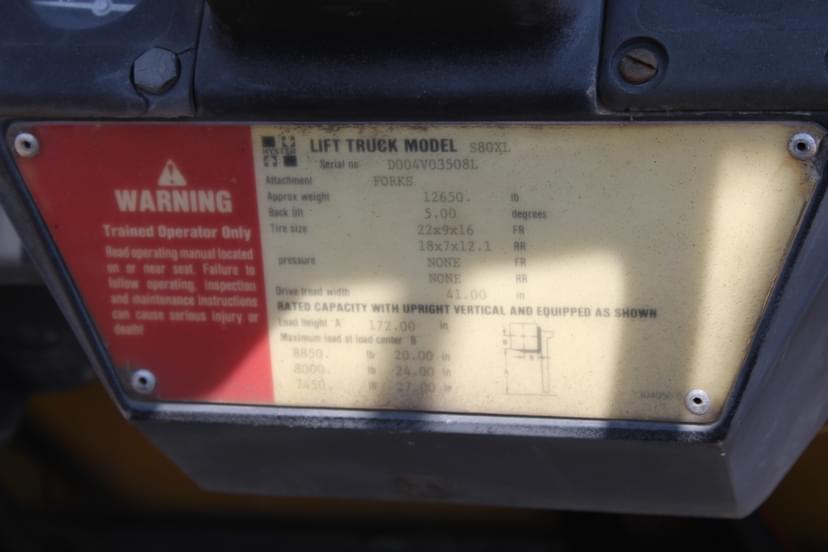 WARNING
Trained Operator Only
Read operating manual located
on or near seat. Failure to
follow operating, inspection
and maintenance instructions
can cause serious injury or
death!
HYSTER
LIFT TRUCK MODEL S80XL
Serial no D004V03508L
Attachment FORKS
Approx weight 12650. lb
Back tilt 5.00 degrees
Tire size 22x9x16 FR
18x7x12.1 RR
pressure NONE FR
NONE RR
Drive tread width 41.00 in
RATED CAPACITY WITH UPRIGHT VERTICAL AND EQUIPPED AS SHOWN
Load height 'A' 172.00 in
Maximum load at load center 'B'
8850. lb 20.00 in
8000. lb 24.00 in
7450. lb 27.00 in